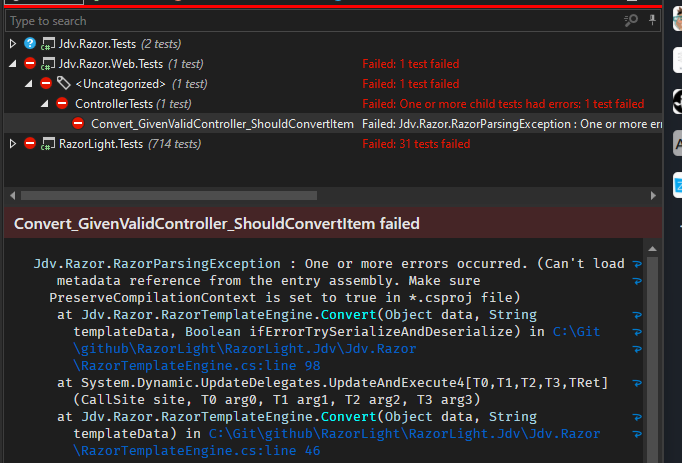 Type to search
Jdv.Razor.Tests (2 tests)
Jdv.Razor.Web.Tests (1 test) Failed: 1 test failed
<Uncategorized> (1 test) Failed: 1 test failed
ControllerTests (1 test) Failed: One or more child tests had errors: 1 test failed
Convert_GivenValidController_ShouldConvertItem Failed: Jdv.Razor.RazorParsingException : One or more err
RazorLight.Tests (714 tests) Failed: 31 tests failed
Convert_GivenValidController_ShouldConvertItem failed
Jdv.Razor.RazorParsingException : One or more errors occurred. (Can't load
metadata reference from the entry assembly. Make sure
PreserveCompilationContext is set to true in *.csproj file)
at Jdv.Razor.RazorTemplateEngine.Convert(Object data, String
templateData, Boolean ifErrorTrySerializeAndDeserialize) in C:\Git
\github\RazorLight\RazorLight.Jdv\Jdv.Razor
\RazorTemplateEngine.cs:line 98
at System.Dynamic.UpdateDelegates.UpdateAndExecute4[T0,T1,T2,T3,TRet]
(CallSite site, T0 arg0, T1 arg1, T2 arg2, T3 arg3)
at Jdv.Razor.RazorTemplateEngine.Convert(Object data, String
templateData) in C:\Git\github\RazorLight\RazorLight.Jdv\Jdv.Razor
\RazorTemplateEngine.cs:line 46